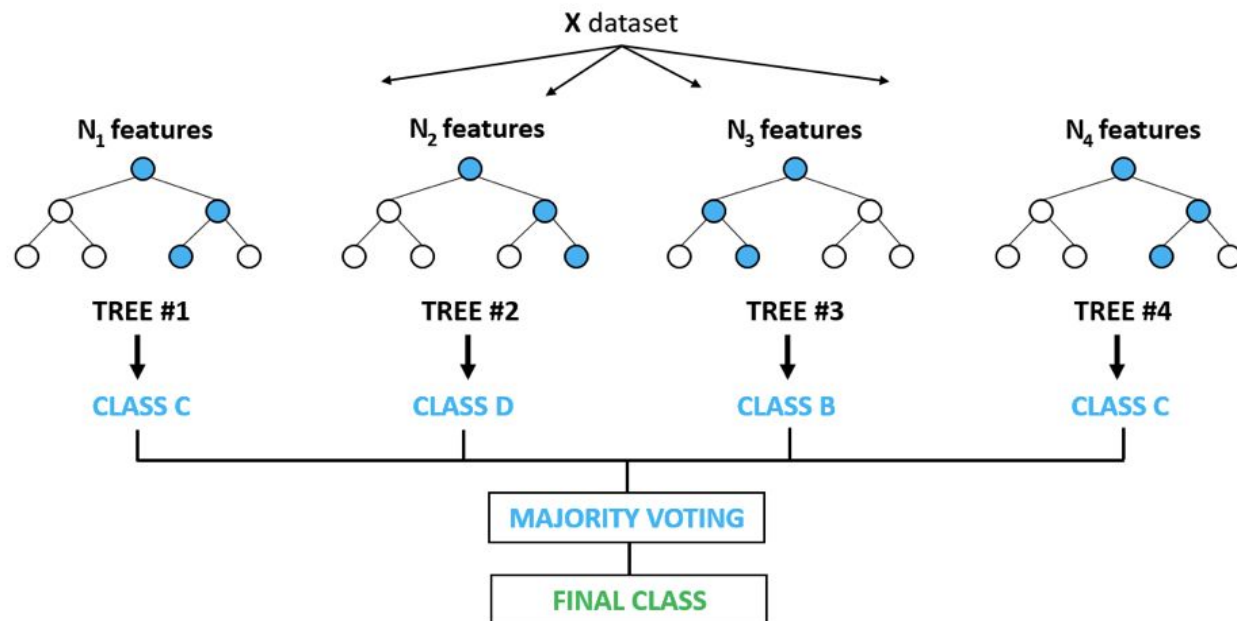 X dataset
N₁ features
N₂ features
N₃ features
N₄ features
TREE #1
TREE #2
TREE #3
TREE #4
CLASS C
CLASS D
CLASS B
CLASS C
MAJORITY VOTING
FINAL CLASS